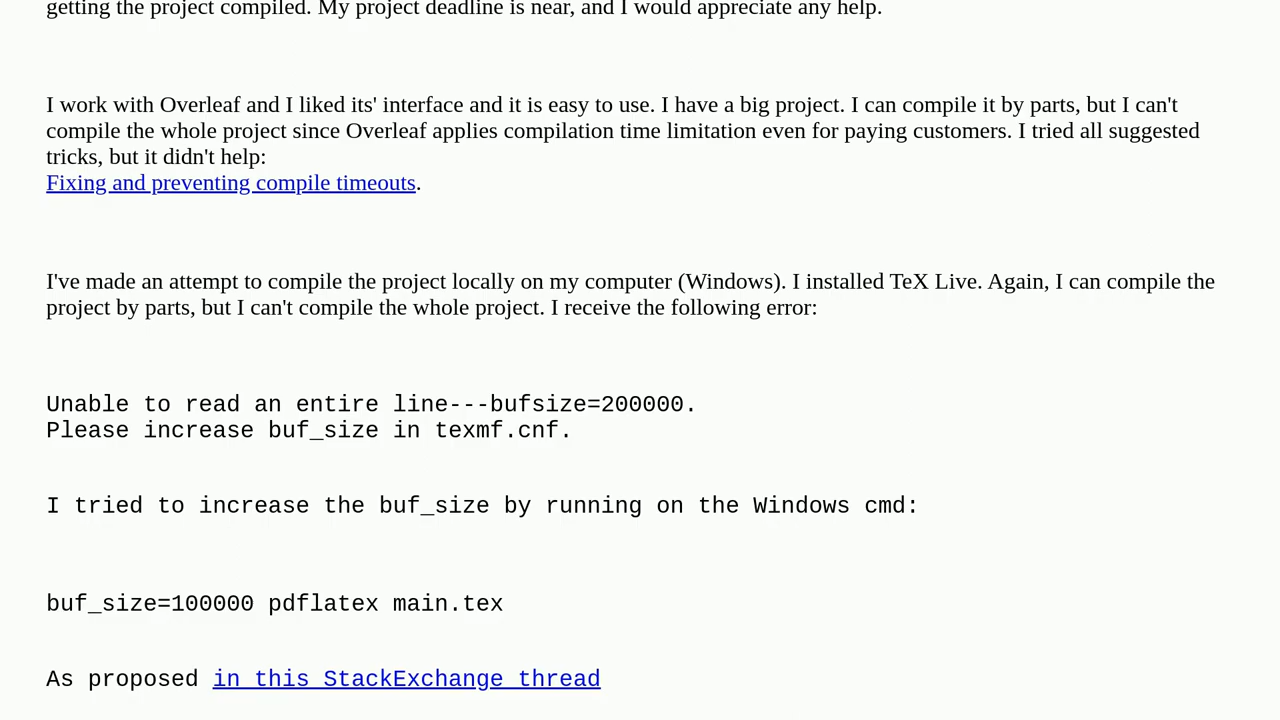 getting the project compiled. My project deadline is near, and I would appreciate any help.
I work with Overleaf and I liked its' interface and it is easy to use. I have a big project. I can compile it by parts, but I can't
compile the whole project since Overleaf applies compilation time limitation even for paying customers. I tried all suggested
tricks, but it didn't help:
Fixing and preventing compile timeouts.
I've made an attempt to compile the project locally on my computer (Windows). I installed TeX Live. Again, I can compile the
project by parts, but I can't compile the whole project. I receive the following error:
Unable to read an entire line---bufsize=200000.
Please increase buf_size in texmf.cnf.
I tried to increase the buf_size by running on the Windows cmd:
buf_size=100000 pdflatex main.tex
As proposed in this StackExchange thread